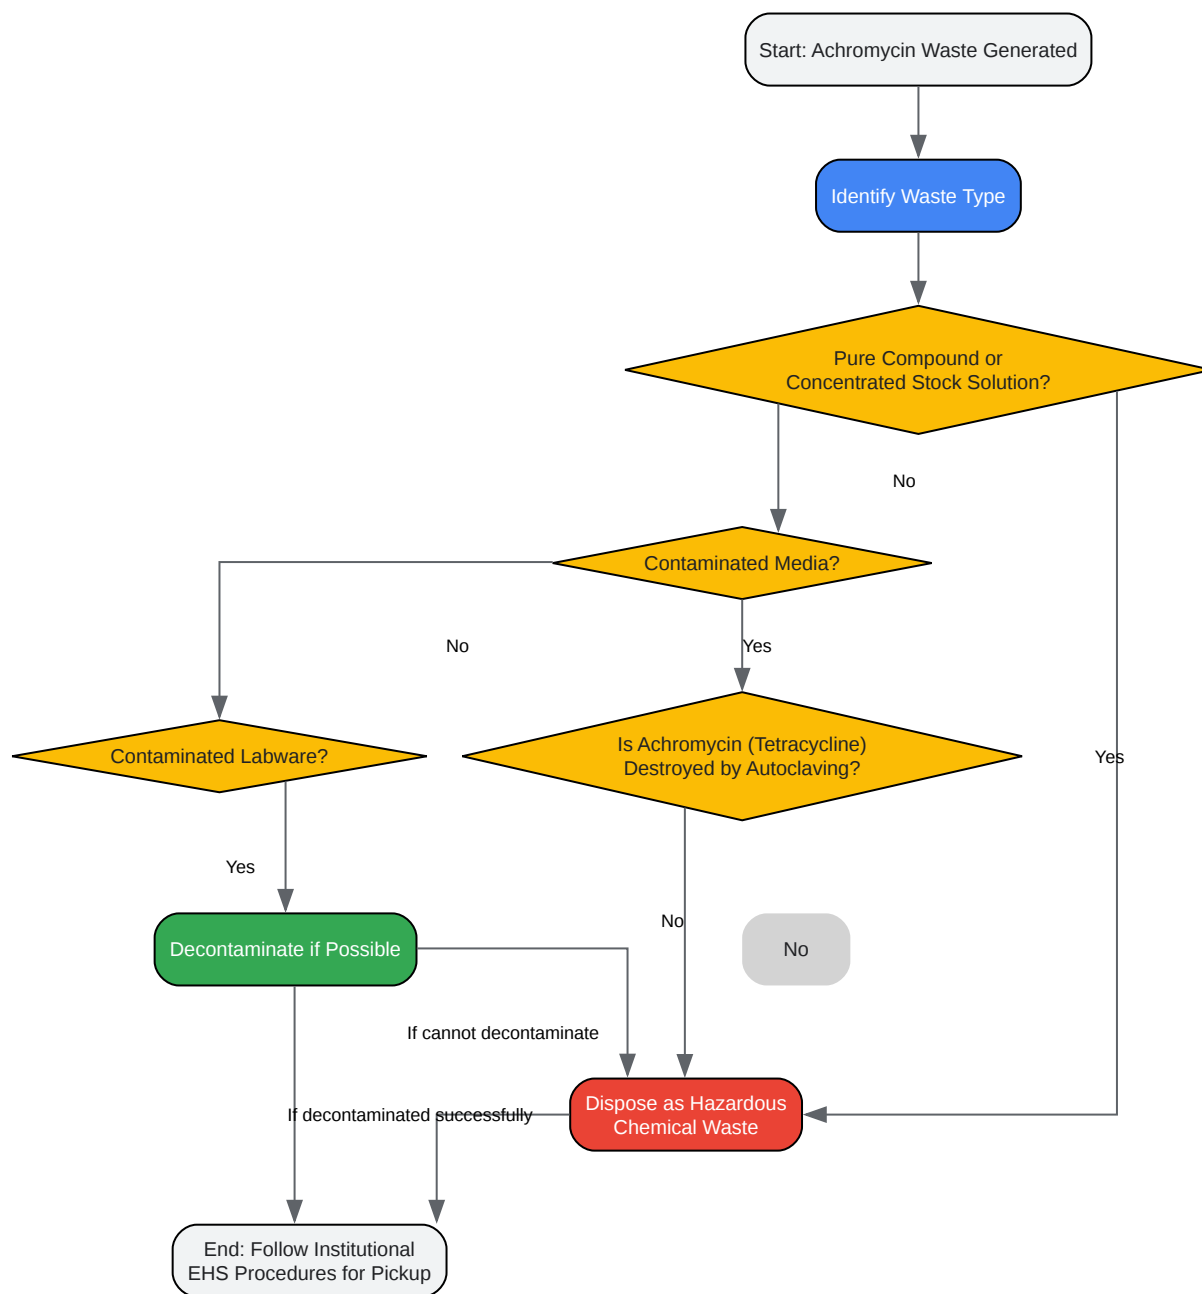 Start: Achromycin Waste Generated
Identify Waste Type
Pure Compound or
Concentrated Stock Solution?
No
Contaminated Media?
No
Yes
Contaminated Labware?
Is Achromycin (Tetracycline)
Destroyed by Autoclaving?
Yes
Yes
No
Decontaminate if Possible
No
If cannot decontaminate
Dispose as Hazardous
Chemical Waste
If decontaminated successfully
End: Follow Institutional
EHS Procedures for Pickup